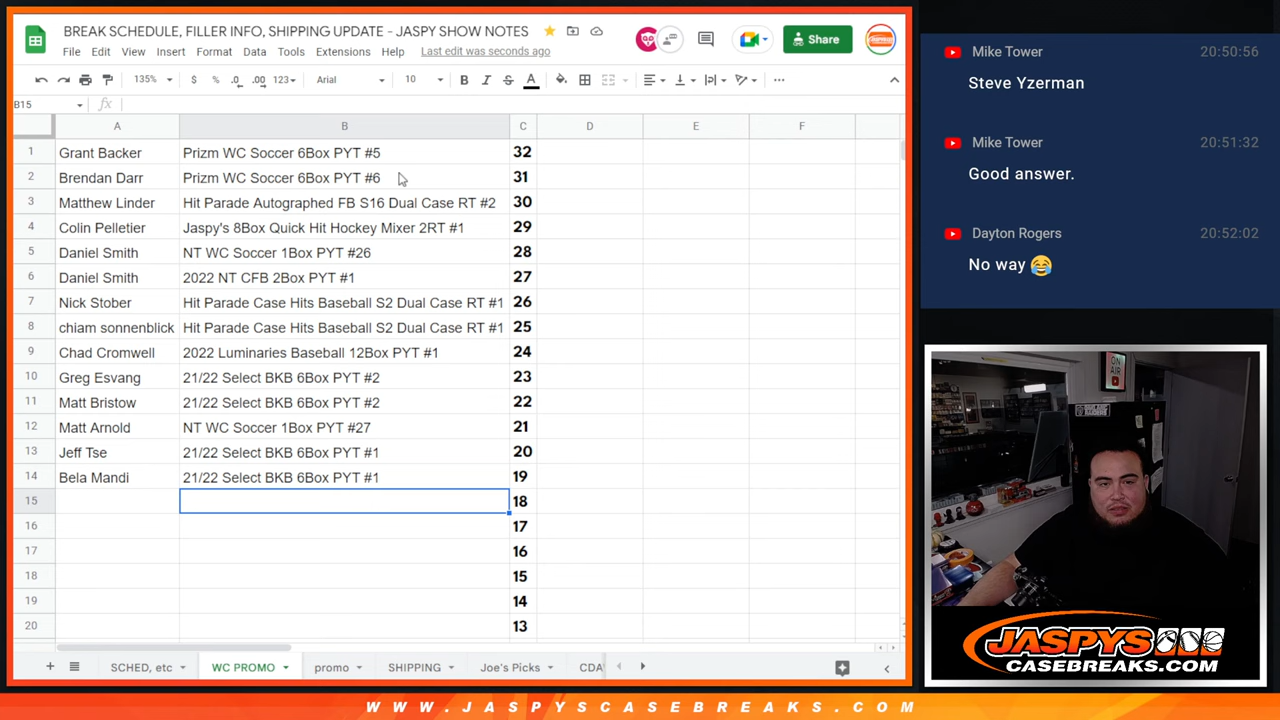 BREAK SCHEDULE, FILLER INFO, SHIPPING UPDATE - JASPY SHOW NOTES
File Edit View Insert Format Data Tools Extensions Help Last edit was seconds ago
Share
135% $ % .0 .00 123 Arial 10 B I S A
B15 fx
A B C D E F
1 Grant Backer Prizm WC Soccer 6Box PYT #5 32
2 Brendan Darr Prizm WC Soccer 6Box PYT #6 31
3 Matthew Linder Hit Parade Autographed FB S16 Dual Case RT #2 30
4 Colin Pelletier Jaspy's 8Box Quick Hit Hockey Mixer 2RT #1 29
5 Daniel Smith NT WC Soccer 1Box PYT #26 28
6 Daniel Smith 2022 NT CFB 2Box PYT #1 27
7 Nick Stober Hit Parade Case Hits Baseball S2 Dual Case RT #1 26
8 chiam sonnenblick Hit Parade Case Hits Baseball S2 Dual Case RT #1 25
9 Chad Cromwell 2022 Luminaries Baseball 12Box PYT #1 24
10 Greg Esvang 21/22 Select BKB 6Box PYT #2 23
11 Matt Bristow 21/22 Select BKB 6Box PYT #2 22
12 Matt Arnold NT WC Soccer 1Box PYT #27 21
13 Jeff Tse 21/22 Select BKB 6Box PYT #1 20
14 Bela Mandi 21/22 Select BKB 6Box PYT #1 19
15 18
16 17
17 16
18 15
19 14
20 13
SCHED, etc WC PROMO promo SHIPPING Joe's Picks CDA
Mike Tower 20:50:56
Steve Yzerman
Mike Tower 20:51:32
Good answer.
Dayton Rogers 20:52:02
No way 😂
ON AIR
JASPYS
CASEBREAKS.COM
WWW.JASPYSCASEBREAKS.COM